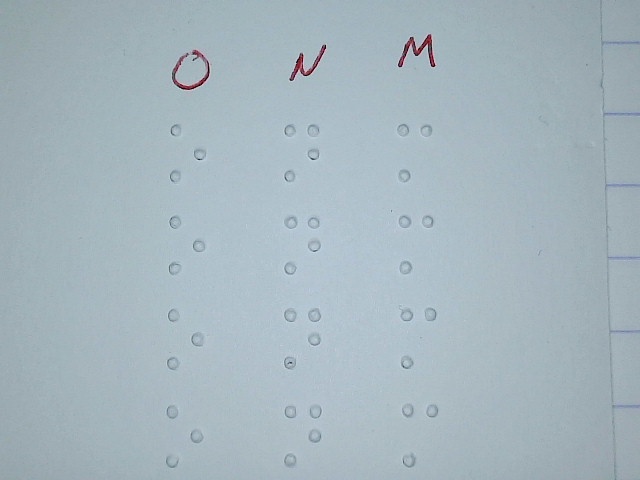 O N M
⠕ ⠝ ⠍
⠕ ⠝ ⠍
⠕ ⠝ ⠍
⠕ ⠝ ⠍